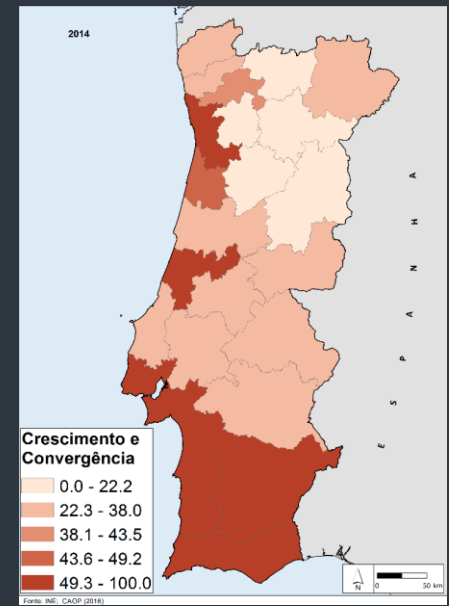 2014
E S P A N H A
Crescimento e
Convergência
0.0 - 22.2
22.3 - 38.0
38.1 - 43.5
43.6 - 49.2
49.3 - 100.0
N
0
50 km
Fonte: INE; CAOP (2016)